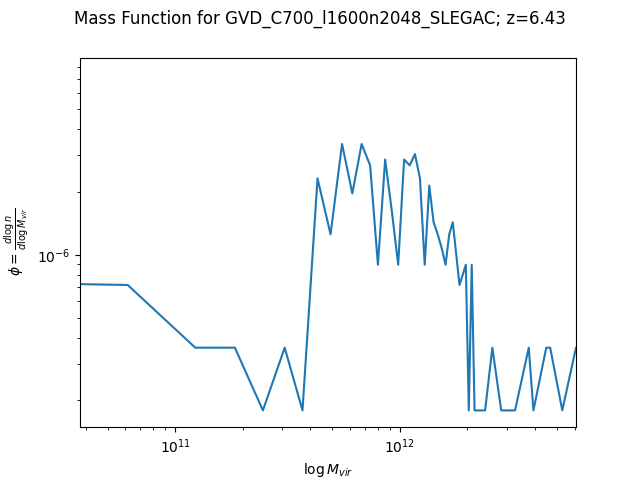 Mass Function for GVD_C700_l1600n2048_SLEGAC; z=6.43
ϕ = d log n / d log M_vir
10^−6
10^11
10^12
log M_vir